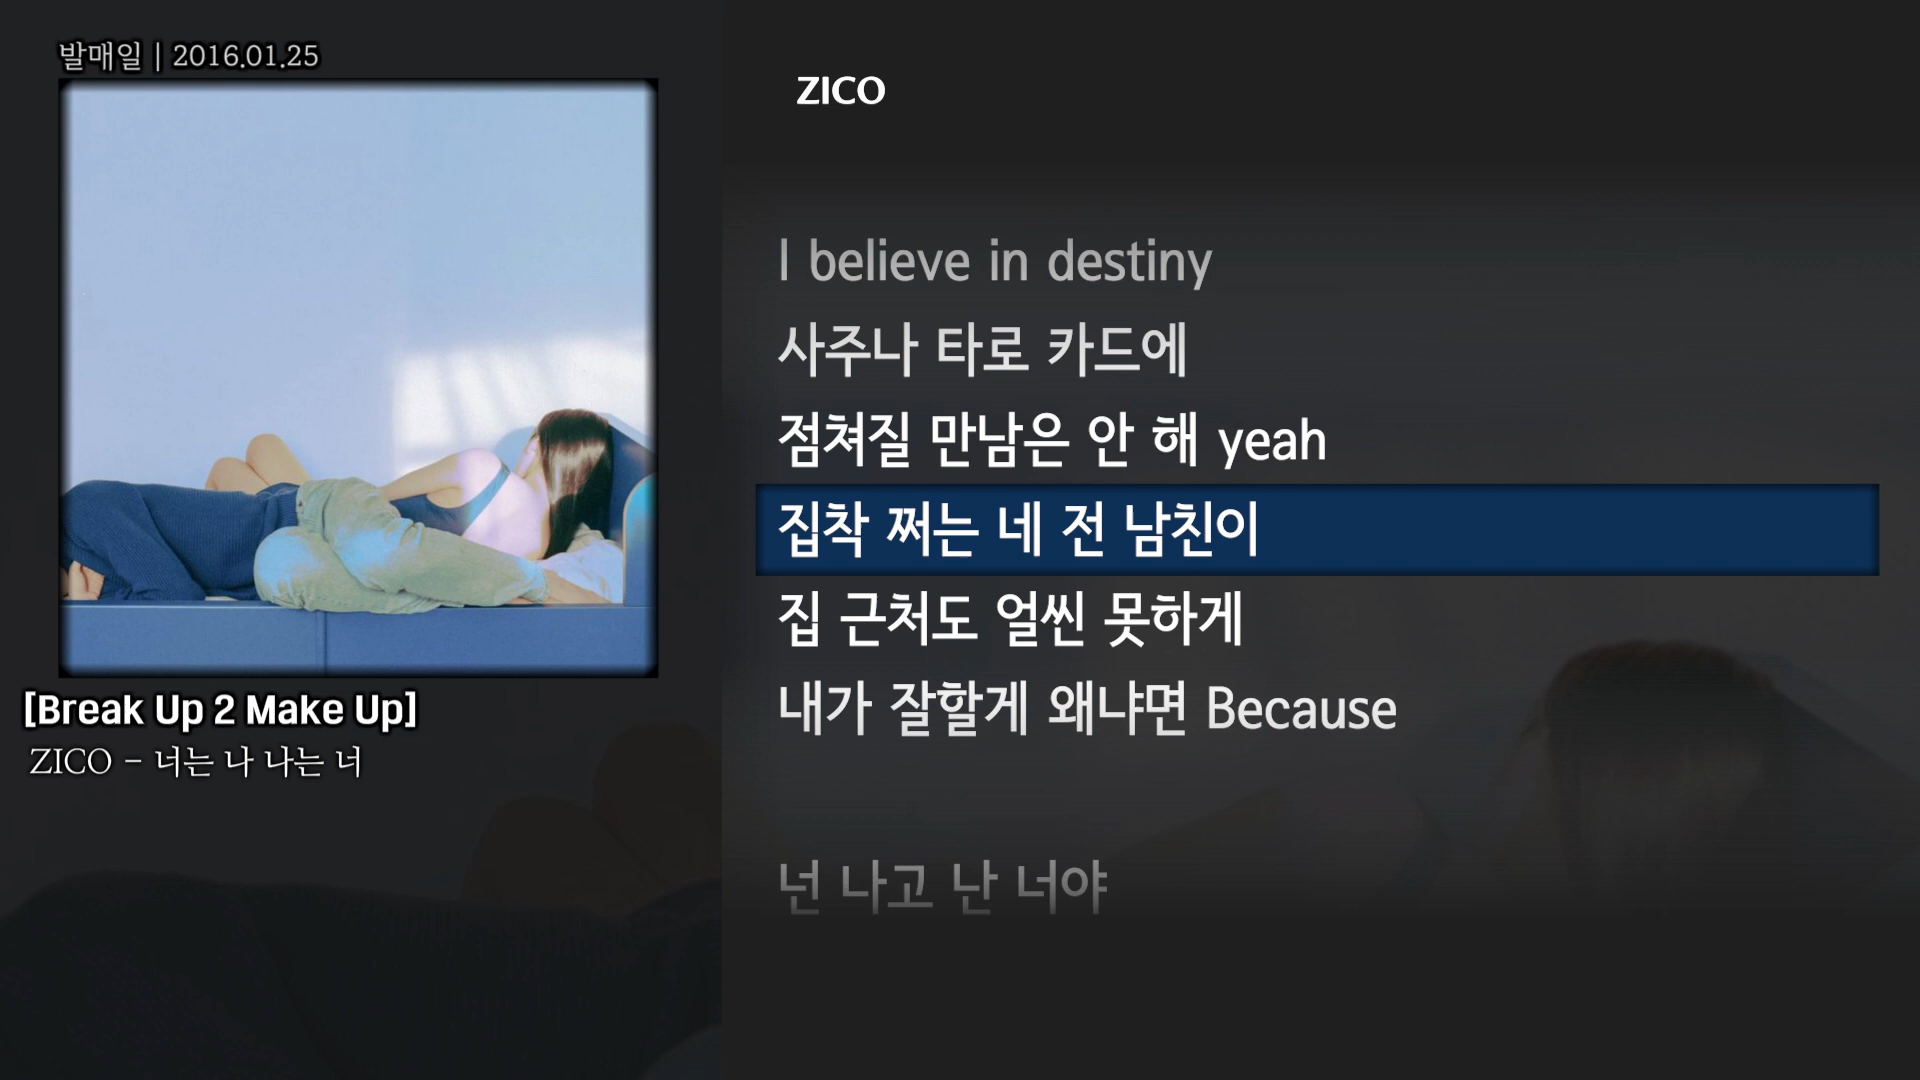 발매일 | 2016.01.25
[Break Up 2 Make Up]
ZICO - 너는 나 나는 너
ZICO
I believe in destiny
사주나 타로 카드에
점쳐질 만남은 안 해 yeah
집착 쩌는 네 전 남친이
집 근처도 얼씬 못하게
내가 잘할게 왜냐면 Because
넌 나고 난 너야